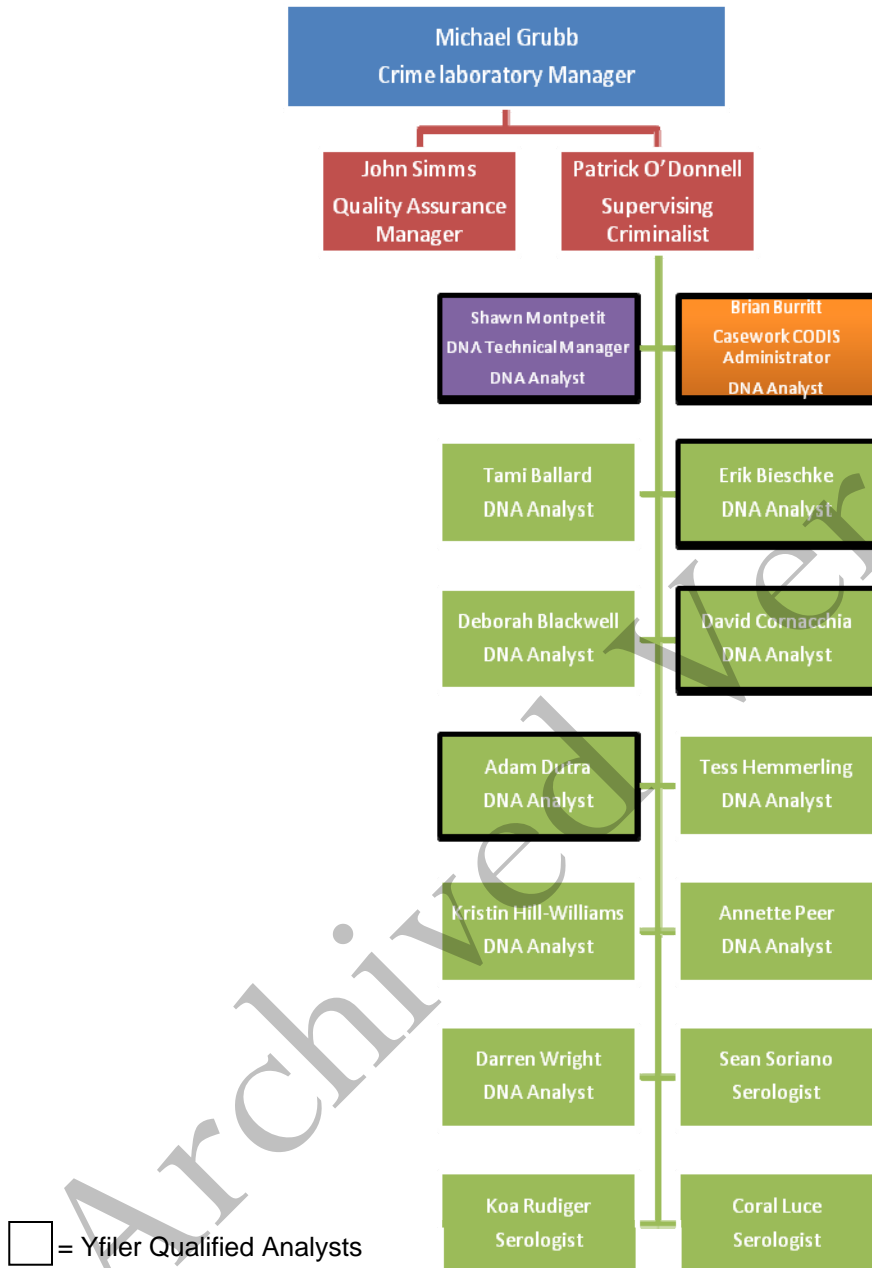 Michael Grubb
Crime laboratory Manager
John Simms
Quality Assurance
Manager
Patrick O'Donnell
Supervising
Criminalist
Shawn Montpetit
DNA Technical Manager
DNA Analyst
Brian Burritt
Casework CODIS
Administrator
DNA Analyst
Tami Ballard
DNA Analyst
Erik Bieschke
DNA Analyst
Deborah Blackwell
DNA Analyst
David Cornacchia
DNA Analyst
Adam Dutra
DNA Analyst
Tess Hemmerling
DNA Analyst
Kristin Hill-Williams
DNA Analyst
Annette Peer
DNA Analyst
Darren Wright
DNA Analyst
Sean Soriano
Serologist
Koa Rudiger
Serologist
Coral Luce
Serologist
= Yfiler Qualified Analysts
Archived Ver